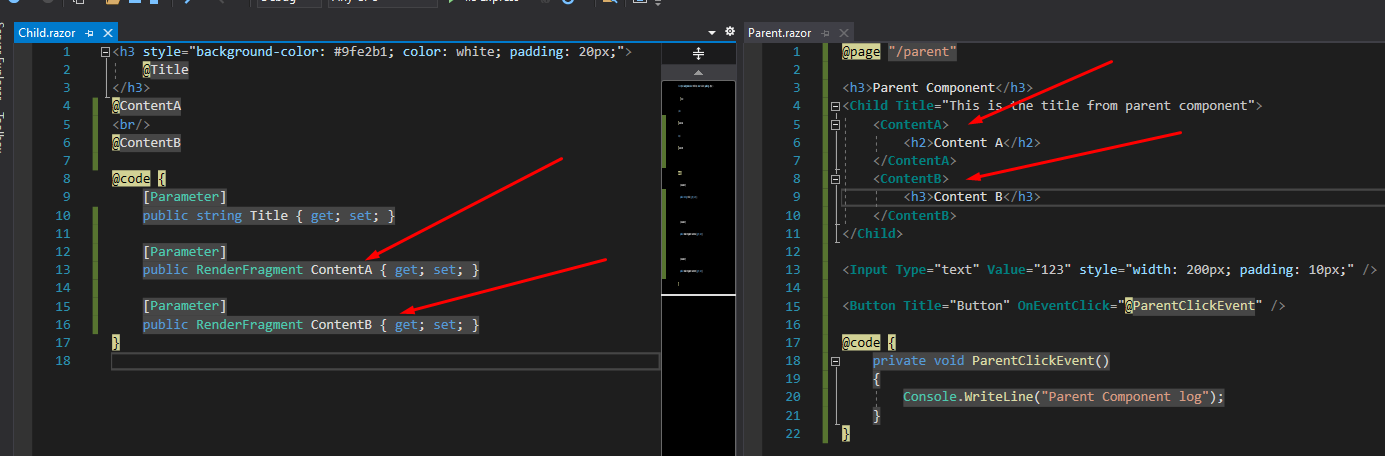 Child.razor
1 <h3 style="background-color: #9fe2b1; color: white; padding: 20px;">
2 @Title
3 </h3>
4 @ContentA
5 <br/>
6 @ContentB
7
8 @code {
9 [Parameter]
10 public string Title { get; set; }
11
12 [Parameter]
13 public RenderFragment ContentA { get; set; }
14
15 [Parameter]
16 public RenderFragment ContentB { get; set; }
17 }
18
Parent.razor
1 @page "/parent"
2
3 <h3>Parent Component</h3>
4 <Child Title="This is the title from parent component">
5 <ContentA>
6 <h2>Content A</h2>
7 </ContentA>
8 <ContentB>
9 <h3>Content B</h3>
10 </ContentB>
11 </Child>
12
13 <Input Type="text" Value="123" style="width: 200px; padding: 10px;" />
14
15 <Button Title="Button" OnEventClick="@ParentClickEvent" />
16
17 @code {
18 private void ParentClickEvent()
19 {
20 Console.WriteLine("Parent Component log");
21 }
22 }